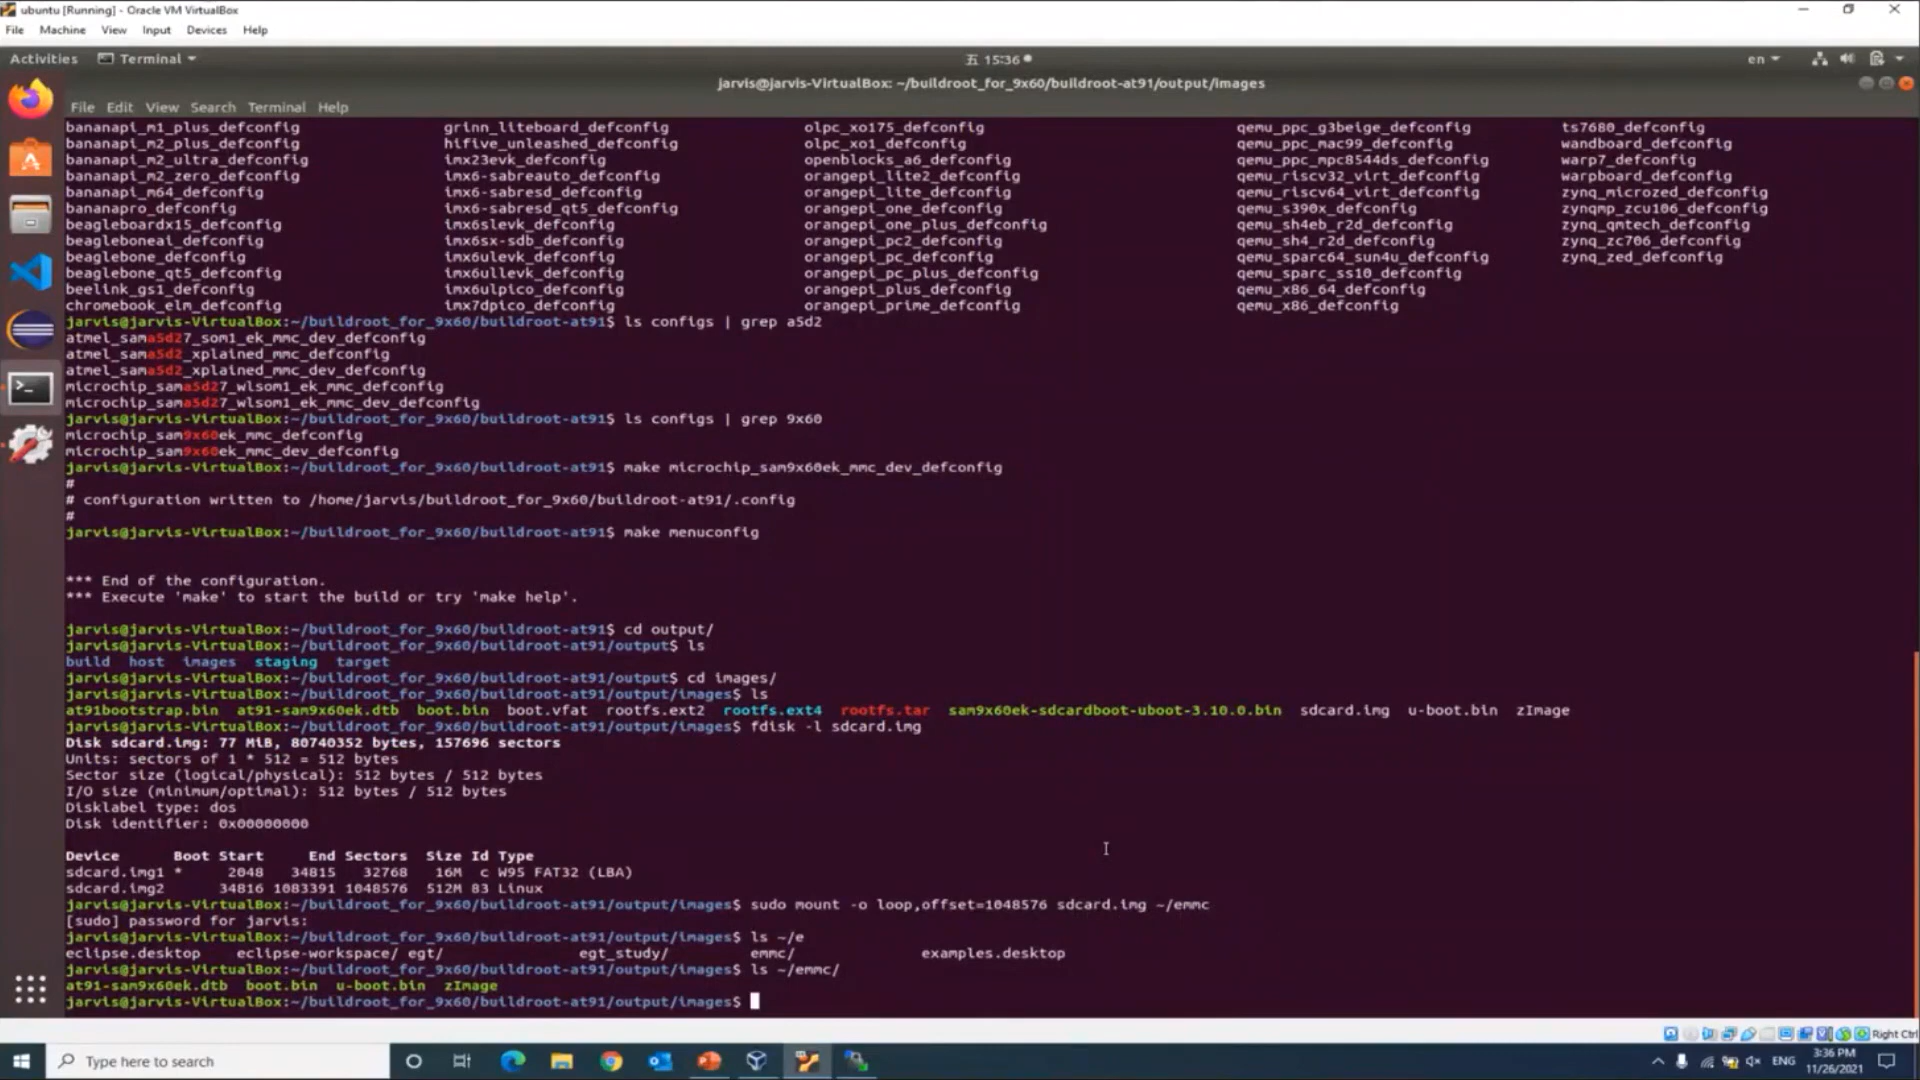 ubuntu [Running] - Oracle VM VirtualBox
File Machine View Input Devices Help
Activities Terminal 五 15:36 en
jarvis@jarvis-VirtualBox: ~/buildroot_for_9x60/buildroot-at91/output/images
File Edit View Search Terminal Help
bananapi_m1_plus_defconfig grinn_liteboard_defconfig olpc_xo175_defconfig qemu_ppc_g3beige_defconfig ts7680_defconfig
bananapi_m2_plus_defconfig hifive_unleashed_defconfig olpc_xo1_defconfig qemu_ppc_mac99_defconfig wandboard_defconfig
bananapi_m2_ultra_defconfig imx23evk_defconfig openblocks_a6_defconfig qemu_ppc_mpc8544ds_defconfig warp7_defconfig
bananapi_m2_zero_defconfig imx6-sabreauto_defconfig orangepi_lite2_defconfig qemu_riscv32_virt_defconfig warpboard_defconfig
bananapi_m64_defconfig imx6-sabresd_defconfig orangepi_lite_defconfig qemu_riscv64_virt_defconfig zynq_microzed_defconfig
bananapro_defconfig imx6-sabresd_qt5_defconfig orangepi_one_defconfig qemu_s390x_defconfig zynqmp_zcu106_defconfig
beagleboardx15_defconfig imx6slevk_defconfig orangepi_one_plus_defconfig qemu_sh4eb_r2d_defconfig zynq_qmtech_defconfig
beagleboneai_defconfig imx6sx-sdb_defconfig orangepi_pc2_defconfig qemu_sh4_r2d_defconfig zynq_zc706_defconfig
beaglebone_defconfig imx6ulevk_defconfig orangepi_pc_defconfig qemu_sparc64_sun4u_defconfig zynq_zed_defconfig
beaglebone_qt5_defconfig imx6ullevk_defconfig orangepi_pc_plus_defconfig qemu_sparc_ss10_defconfig
beelink_gs1_defconfig imx6ulpico_defconfig orangepi_plus_defconfig qemu_x86_64_defconfig
chromebook_elm_defconfig imx7dpico_defconfig orangepi_prime_defconfig qemu_x86_defconfig
jarvis@jarvis-VirtualBox:~/buildroot_for_9x60/buildroot-at91$ ls configs | grep a5d2
atmel_sama5d27_som1_ek_mmc_dev_defconfig
atmel_sama5d2_xplained_mmc_defconfig
atmel_sama5d2_xplained_mmc_dev_defconfig
microchip_sama5d27_wlsom1_ek_mmc_defconfig
microchip_sama5d27_wlsom1_ek_mmc_dev_defconfig
jarvis@jarvis-VirtualBox:~/buildroot_for_9x60/buildroot-at91$ ls configs | grep 9x60
microchip_sam9x60ek_mmc_defconfig
microchip_sam9x60ek_mmc_dev_defconfig
jarvis@jarvis-VirtualBox:~/buildroot_for_9x60/buildroot-at91$ make microchip_sam9x60ek_mmc_dev_defconfig
#
# configuration written to /home/jarvis/buildroot_for_9x60/buildroot-at91/.config
#
jarvis@jarvis-VirtualBox:~/buildroot_for_9x60/buildroot-at91$ make menuconfig
*** End of the configuration.
*** Execute 'make' to start the build or try 'make help'.
jarvis@jarvis-VirtualBox:~/buildroot_for_9x60/buildroot-at91$ cd output/
jarvis@jarvis-VirtualBox:~/buildroot_for_9x60/buildroot-at91/output$ ls
build host images staging target
jarvis@jarvis-VirtualBox:~/buildroot_for_9x60/buildroot-at91/output$ cd images/
jarvis@jarvis-VirtualBox:~/buildroot_for_9x60/buildroot-at91/output/images$ ls
at91bootstrap.bin at91-sam9x60ek.dtb boot.bin boot.vfat rootfs.ext2 rootfs.ext4 rootfs.tar sam9x60ek-sdcardboot-uboot-3.10.0.bin sdcard.img u-boot.bin zImage
jarvis@jarvis-VirtualBox:~/buildroot_for_9x60/buildroot-at91/output/images$ fdisk -l sdcard.img
Disk sdcard.img: 77 MiB, 80740352 bytes, 157696 sectors
Units: sectors of 1 * 512 = 512 bytes
Sector size (logical/physical): 512 bytes / 512 bytes
I/O size (minimum/optimal): 512 bytes / 512 bytes
Disklabel type: dos
Disk identifier: 0x00000000
Device Boot Start End Sectors Size Id Type
sdcard.img1 * 2048 34815 32768 16M c W95 FAT32 (LBA)
sdcard.img2 34816 1083391 1048576 512M 83 Linux
jarvis@jarvis-VirtualBox:~/buildroot_for_9x60/buildroot-at91/output/images$ sudo mount -o loop,offset=1048576 sdcard.img ~/emmc
[sudo] password for jarvis:
jarvis@jarvis-VirtualBox:~/buildroot_for_9x60/buildroot-at91/output/images$ ls ~/e
eclipse.desktop eclipse-workspace/ egt/ egt_study/ emmc/ examples.desktop
jarvis@jarvis-VirtualBox:~/buildroot_for_9x60/buildroot-at91/output/images$ ls ~/emmc/
at91-sam9x60ek.dtb boot.bin u-boot.bin zImage
jarvis@jarvis-VirtualBox:~/buildroot_for_9x60/buildroot-at91/output/images$
Right Ctrl
Type here to search
ENG 3:36 PM
11/26/2021